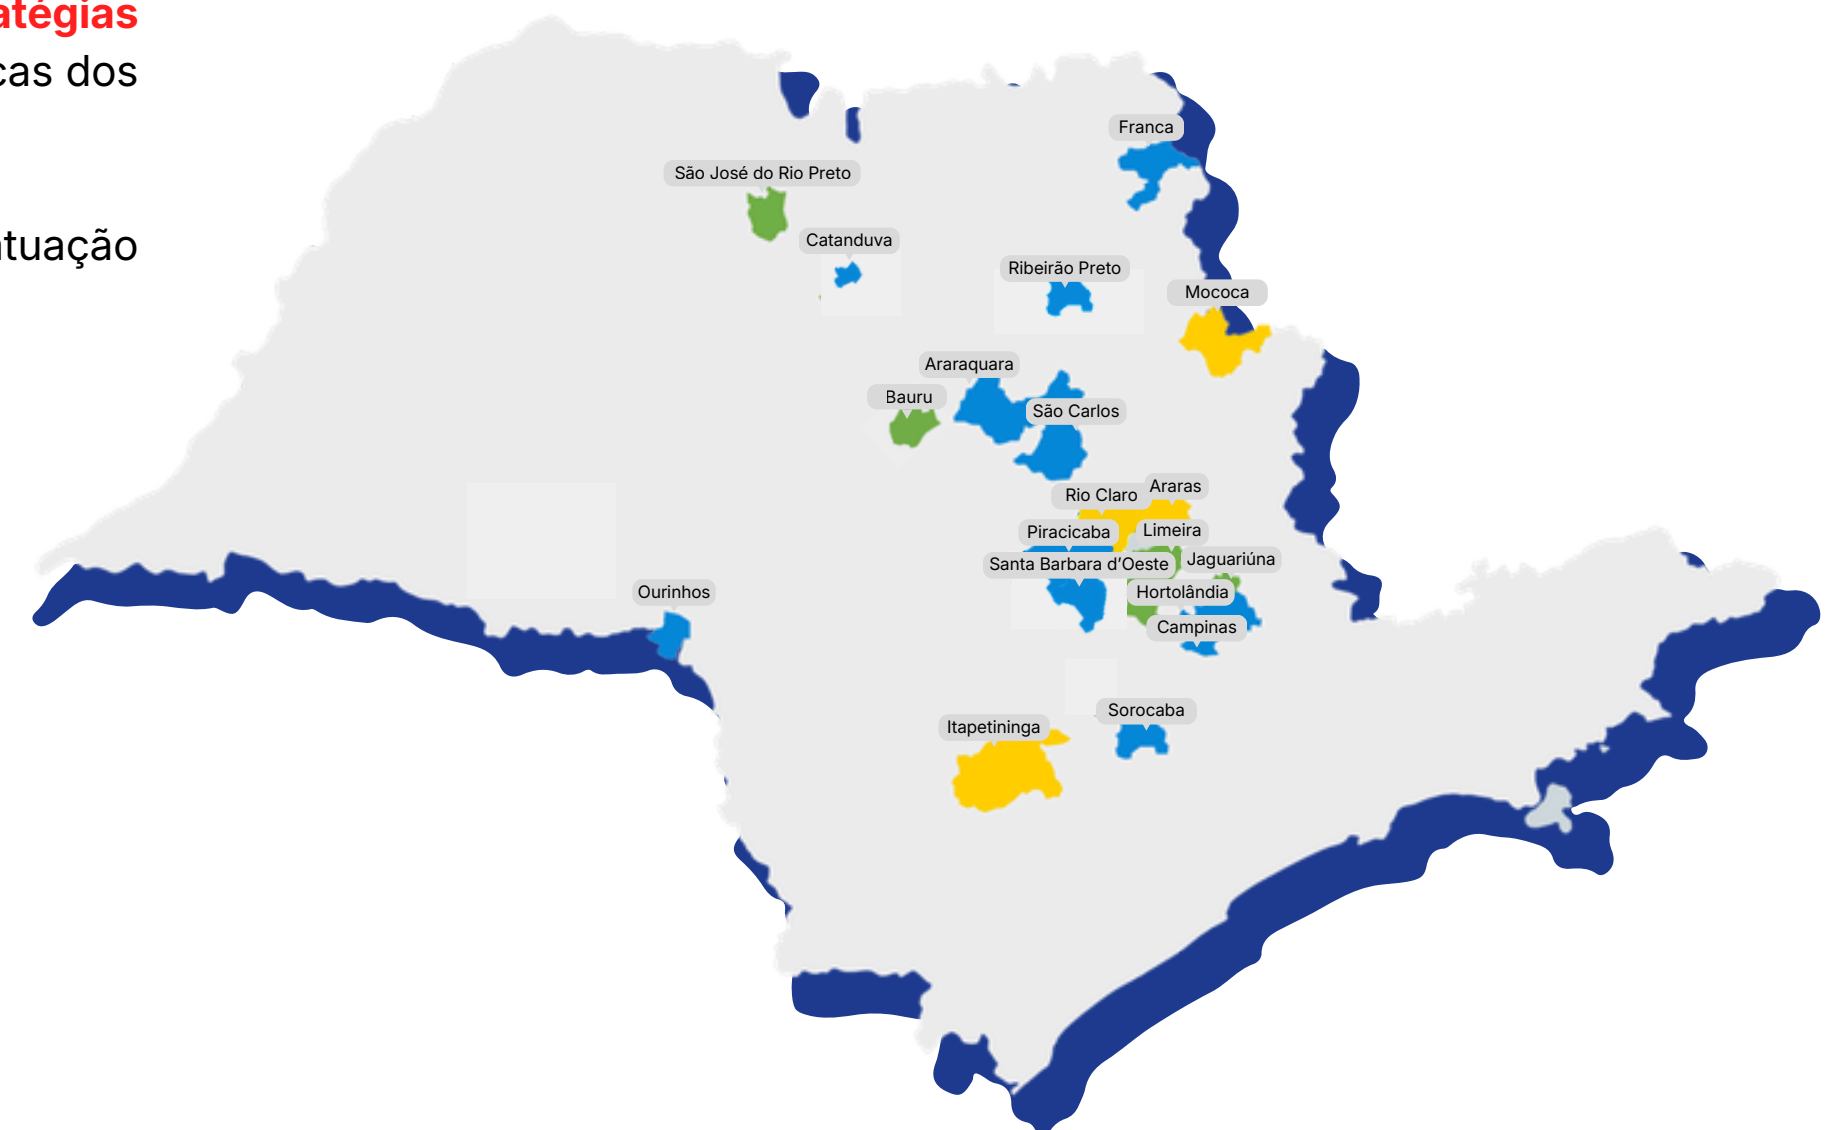 atégias
cas dos
tuação
Franca
São José do Rio Preto
Catanduva
Ribeirão Preto
Mococa
Araraquara
Bauru
São Carlos
Araras
Rio Claro
Limeira
Piracicaba
Jaguariúna
Santa Barbara d’Oeste
Ourinhos
Hortolândia
Campinas
Sorocaba
Itapetininga